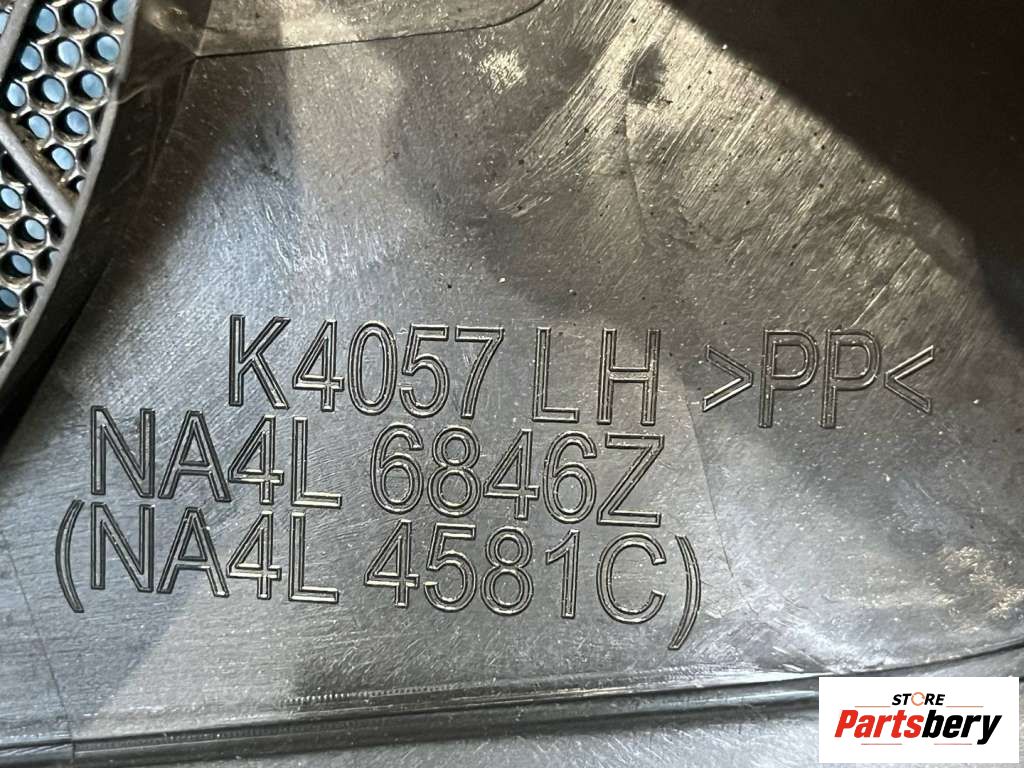 K4057 LH >PP<
NA4L 6846Z
(NA4L 4581C)
STORE
Partsbery